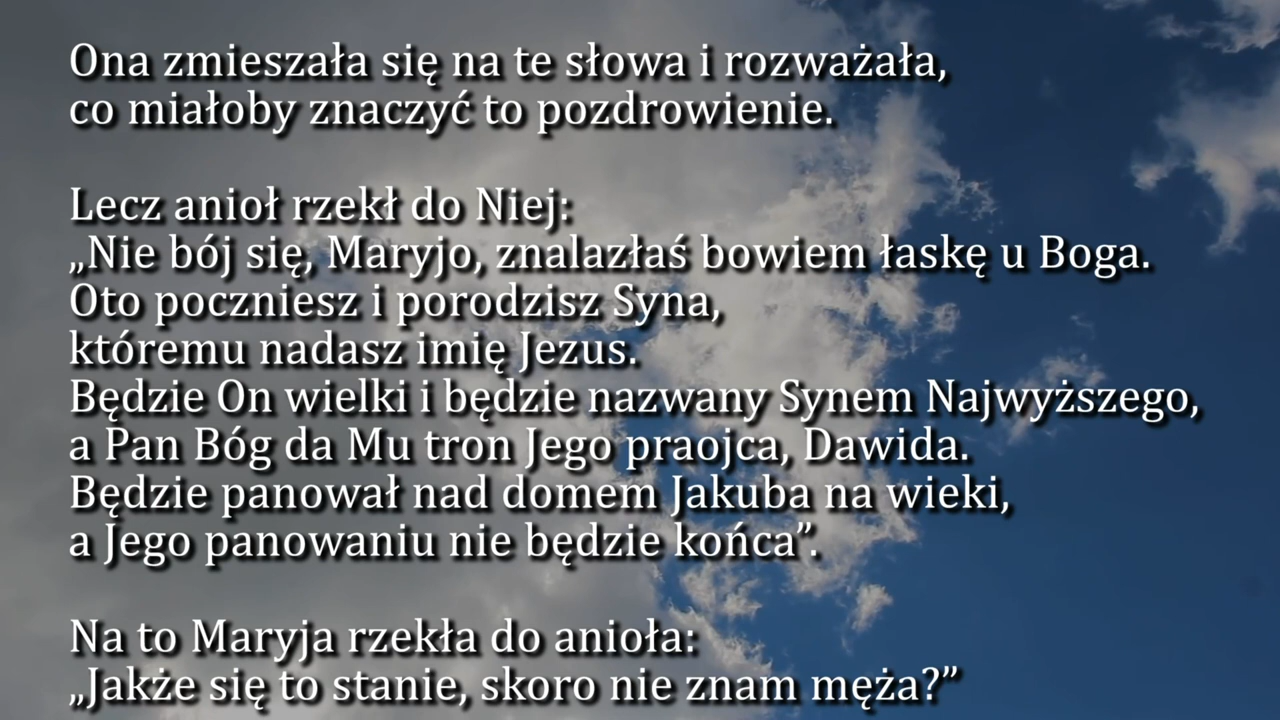 Ona zmieszała się na te słowa i rozważała,
co miałoby znaczyć to pozdrowienie.
Lecz anioł rzekł do Niej:
„Nie bój się, Maryjo, znalazłaś bowiem łaskę u Boga.
Oto poczniesz i porodzisz Syna,
któremu nadasz imię Jezus.
Będzie On wielki i będzie nazwany Synem Najwyższego,
a Pan Bóg da Mu tron Jego praojca, Dawida.
Będzie panował nad domem Jakuba na wieki,
a Jego panowaniu nie będzie końca”.
Na to Maryja rzekła do anioła:
„Jakże się to stanie, skoro nie znam męża?”